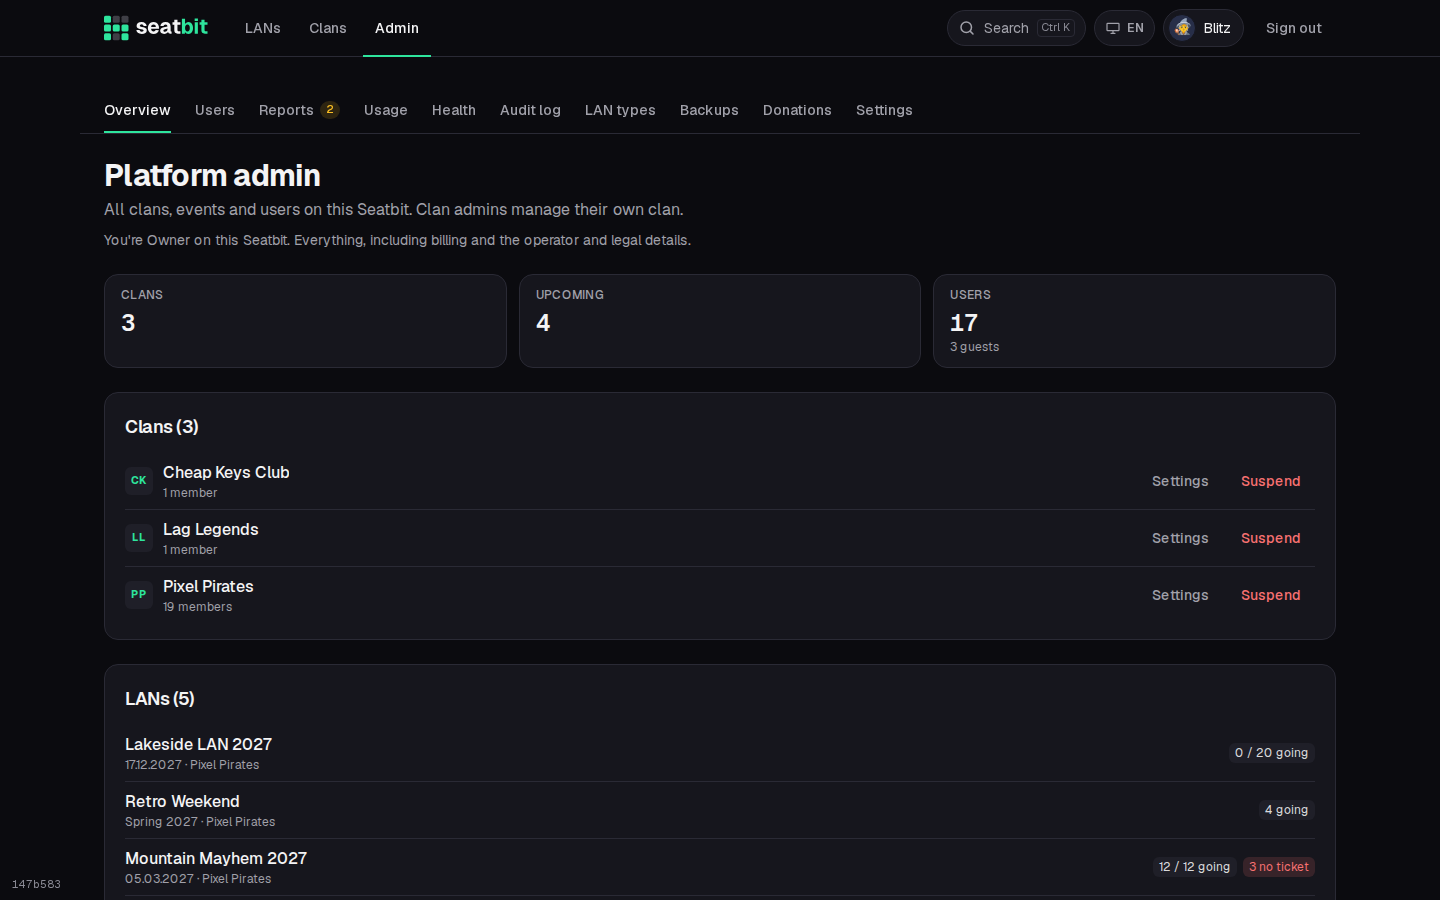 seatbit LANs Clans Admin Search Ctrl K EN Blitz Sign out
Overview Users Reports 2 Usage Health Audit log LAN types Backups Donations Settings
Platform admin
All clans, events and users on this Seatbit. Clan admins manage their own clan.
You're Owner on this Seatbit. Everything, including billing and the operator and legal details.
CLANS
3
UPCOMING
4
USERS
17
3 guests
Clans (3)
CK Cheap Keys Club
1 member
Settings Suspend
LL Lag Legends
1 member
Settings Suspend
PP Pixel Pirates
19 members
Settings Suspend
LANs (5)
Lakeside LAN 2027
17.12.2027 · Pixel Pirates
0 / 20 going
Retro Weekend
Spring 2027 · Pixel Pirates
4 going
Mountain Mayhem 2027
05.03.2027 · Pixel Pirates
12 / 12 going 3 no ticket
147b583